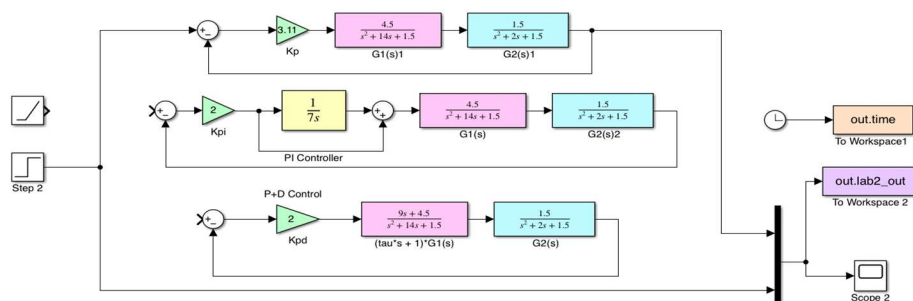 3.11
Kp
4.5
s² + 14s + 1.5
G1(s)1
1.5
s² + 2s + 1.5
G2(s)1
2
Kpi
1
7s
PI Controller
4.5
s² + 14s + 1.5
G1(s)
1.5
s² + 2s + 1.5
G2(s)2
out.time
To Workspace1
Step 2
out.lab2_out
To Workspace 2
P+D Control
2
Kpd
9s + 4.5
s² + 14s + 1.5
(tau*s + 1)*G1(s)
1.5
s² + 2s + 1.5
G2(s)
Scope 2